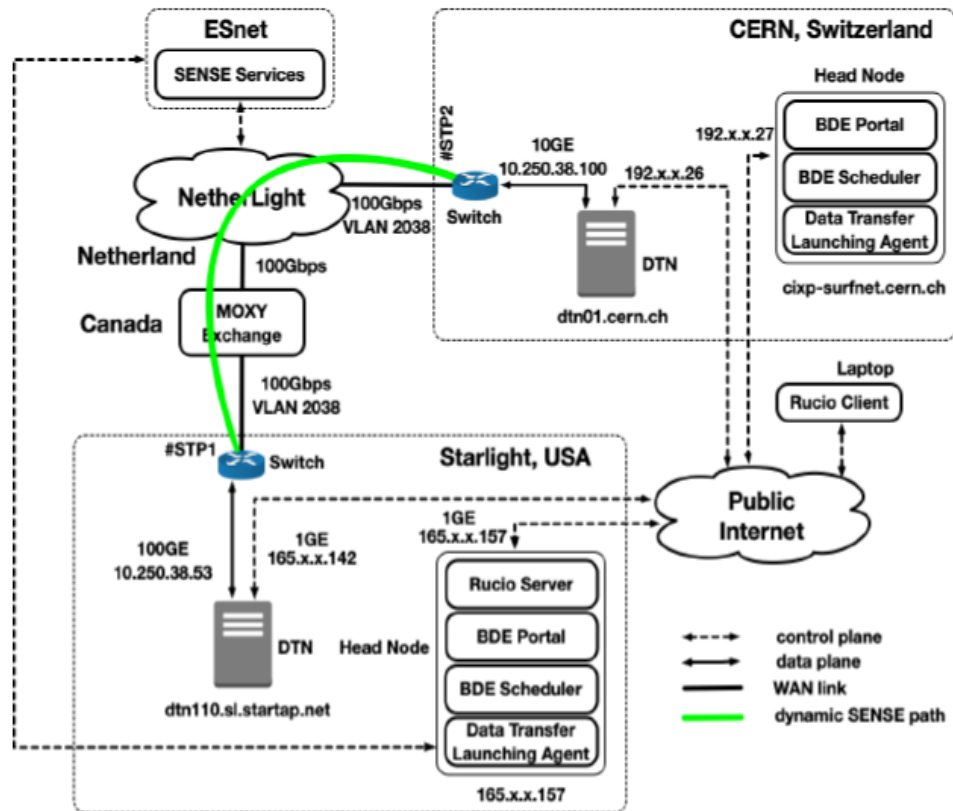 ESnet
SENSE Services
CERN, Switzerland
Head Node
BDE Portal
BDE Scheduler
Data Transfer
Launching Agent
cixp-surfnet.cern.ch
192.x.x.27
#STP2
10GE
10.250.38.100
192.x.x.26
Switch
DTN
dtn01.cern.ch
NetherLight
100Gbps
VLAN 2038
Netherland
100Gbps
Canada
MOXY
Exchange
100Gbps
VLAN 2038
Laptop
Rucio Client
Public
Internet
#STP1
Switch
Starlight, USA
100GE
10.250.38.53
1GE
165.x.x.142
1GE
165.x.x.157
DTN
dtn110.sl.startap.net
Head Node
Rucio Server
BDE Portal
BDE Scheduler
Data Transfer
Launching Agent
165.x.x.157
control plane
data plane
WAN link
dynamic SENSE path